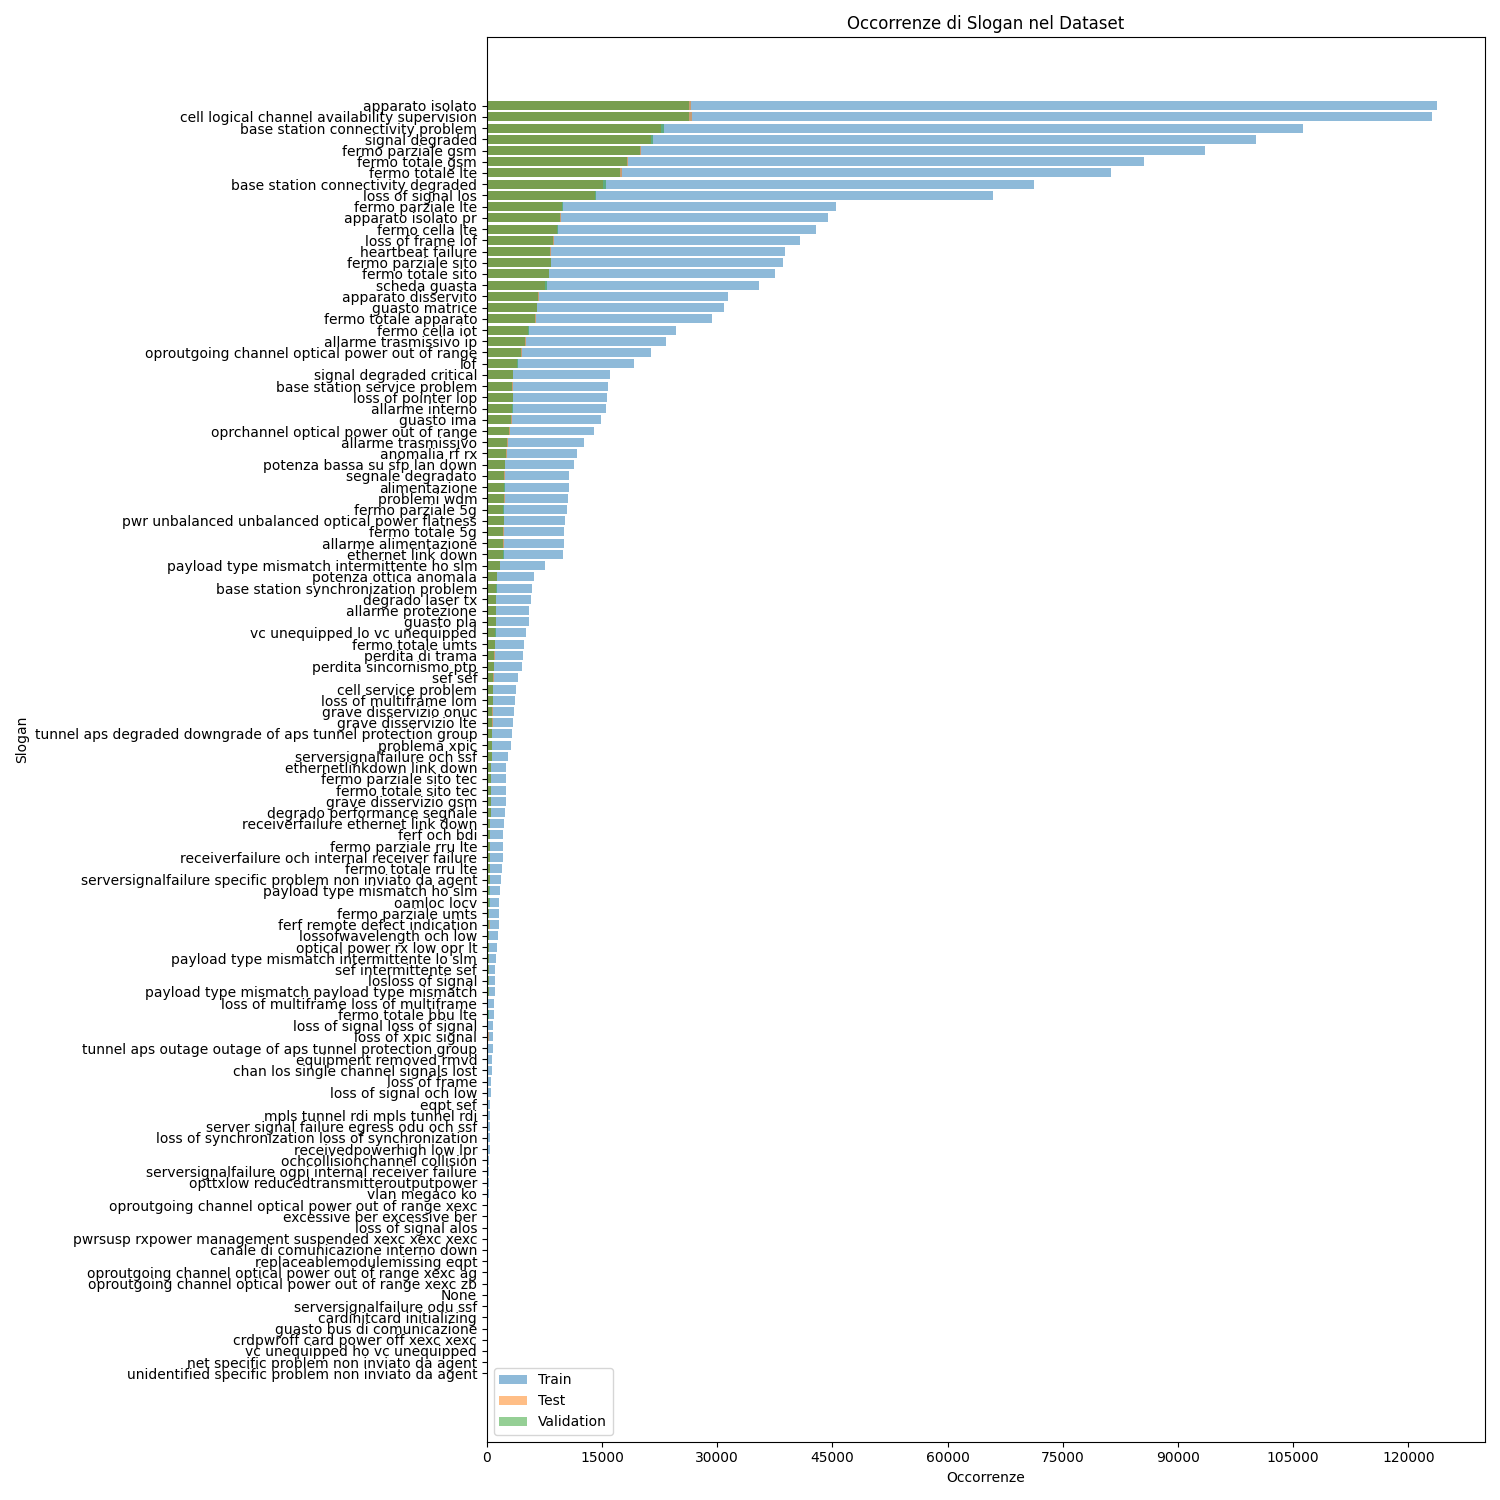 Occorrenze di Slogan nel Dataset
apparato isolato
cell logical channel availability supervision
base station connectivity problem
signal degraded
fermo parziale gsm
fermo totale gsm
fermo totale lte
base station connectivity degraded
loss of signal los
fermo parziale lte
apparato isolato pr
fermo cella lte
loss of frame lof
heartbeat failure
fermo parziale sito
fermo totale sito
scheda guasta
apparato disservito
guasto matrice
fermo totale apparato
fermo cella iot
allarme trasmissivo ip
oproutgoing channel optical power out of range
lof
signal degraded critical
base station service problem
loss of pointer lop
allarme interno
guasto ima
oprchannel optical power out of range
allarme trasmissivo
anomalia rf rx
potenza bassa su sfp lan down
segnale degradato
alimentazione
problemi wdm
fermo parziale 5g
pwr unbalanced unbalanced optical power flatness
fermo totale 5g
allarme alimentazione
ethernet link down
payload type mismatch intermittente ho slm
potenza ottica anomala
base station synchronization problem
degrado laser tx
allarme protezione
guasto pla
vc unequipped lo vc unequipped
fermo totale umts
perdita di trama
perdita sincornismo ptp
sef sef
cell service problem
loss of multiframe lom
grave disservizio onuc
grave disservizio lte
tunnel aps degraded downgrade of aps tunnel protection group
problema xpic
serversignalfailure och ssf
ethernetlinkdown link down
fermo parziale sito tec
fermo totale sito tec
grave disservizio gsm
degrado performance segnale
receiverfailure ethernet link down
ferf och bdi
fermo parziale rru lte
receiverfailure och internal receiver failure
fermo totale rru lte
serversignalfailure specific problem non inviato da agent
payload type mismatch ho slm
oamloc locv
fermo parziale umts
ferf remote defect indication
lossofwavelength och low
optical power rx low opr lt
payload type mismatch intermittente lo slm
sef intermittente sef
losloss of signal
payload type mismatch payload type mismatch
loss of multiframe loss of multiframe
fermo totale bbu lte
loss of signal loss of signal
loss of xpic signal
tunnel aps outage outage of aps tunnel protection group
equipment removed rmvd
chan los single channel signals lost
loss of frame
loss of signal och low
eqpt sef
mpls tunnel rdi mpls tunnel rdi
server signal failure egress odu och ssf
loss of synchronization loss of synchronization
receivedpowerhigh low lpr
ochcollisionchannel collision
serversignalfailure ogpi internal receiver failure
opttxlow reducedtransmitteroutputpower
vlan megaco ko
oproutgoing channel optical power out of range xexc
excessive ber excessive ber
loss of signal alos
pwrsusp rxpower management suspended xexc xexc xexc
canale di comunicazione interno down
replaceablemodulemissing eqpt
oproutgoing channel optical power out of range xexc ag
oproutgoing channel optical power out of range xexc zb
None
serversignalfailure odu ssf
cardinitcard initializing
guasto bus di comunicazione
crdpwroff card power off xexc xexc
vc unequipped ho vc unequipped
net specific problem non inviato da agent
unidentified specific problem non inviato da agent
Slogan
Train
Test
Validation
0 15000 30000 45000 60000 75000 90000 105000 120000
Occorrenze